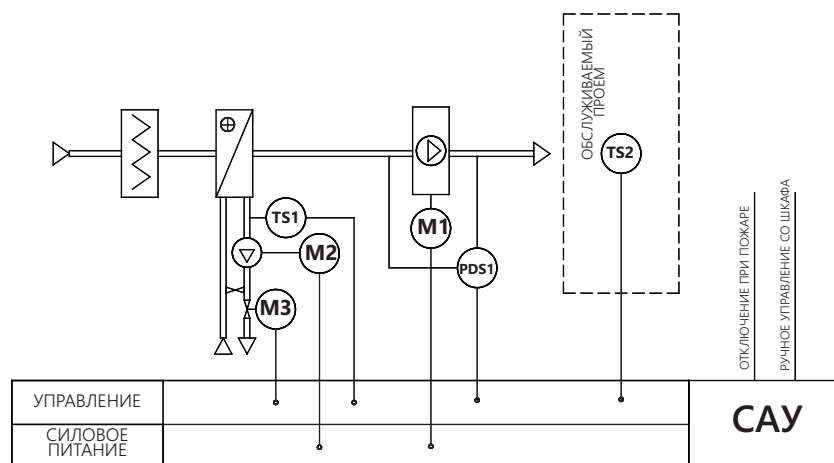 ОБСЛУЖИВАЕМЫЙ
ПРОЕМ
TS2
TS1
M1
M2
PDS1
M3
ОТКЛЮЧЕНИЕ ПРИ ПОЖАРЕ
РУЧНОЕ УПРАВЛЕНИЕ СО ШКАФА
УПРАВЛЕНИЕ
СИЛОВОЕ
ПИТАНИЕ
САУ